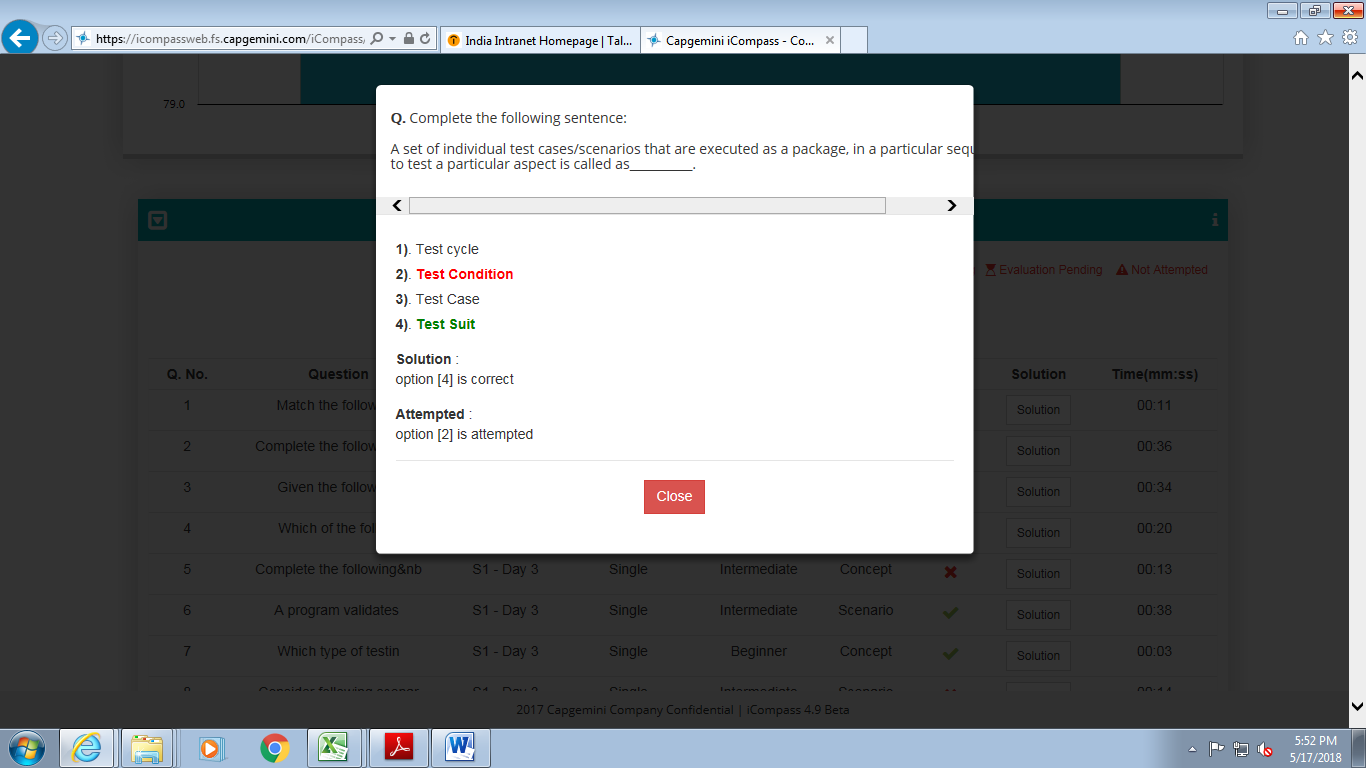 https://icompassweb.fs.capgemini.com/iCompass,
India Intranet Homepage | Tal...
Capgemini iCompass - Co...
79.0
Q. Complete the following sentence:
A set of individual test cases/scenarios that are executed as a package, in a particular
to test a particular aspect is called as_________.
1). Test cycle
2). Test Condition
3). Test Case
4). Test Suit
Solution :
option [4] is correct
Attempted :
option [2] is attempted
Close
Evaluation Pending Not Attempted
Q. No. Question Solution Time(mm:ss)
1 Match the follow Solution 00:11
2 Complete the follow Solution 00:36
3 Given the follow Solution 00:34
4 Which of the fol Solution 00:20
5 Complete the following&nb S1 - Day 3 Single Intermediate Concept Solution 00:13
6 A program validates S1 - Day 3 Single Intermediate Scenario Solution 00:38
7 Which type of testin S1 - Day 3 Single Beginner Concept Solution 00:03
2017 Capgemini Company Confidential | iCompass 4.9 Beta
5:52 PM
5/17/2018